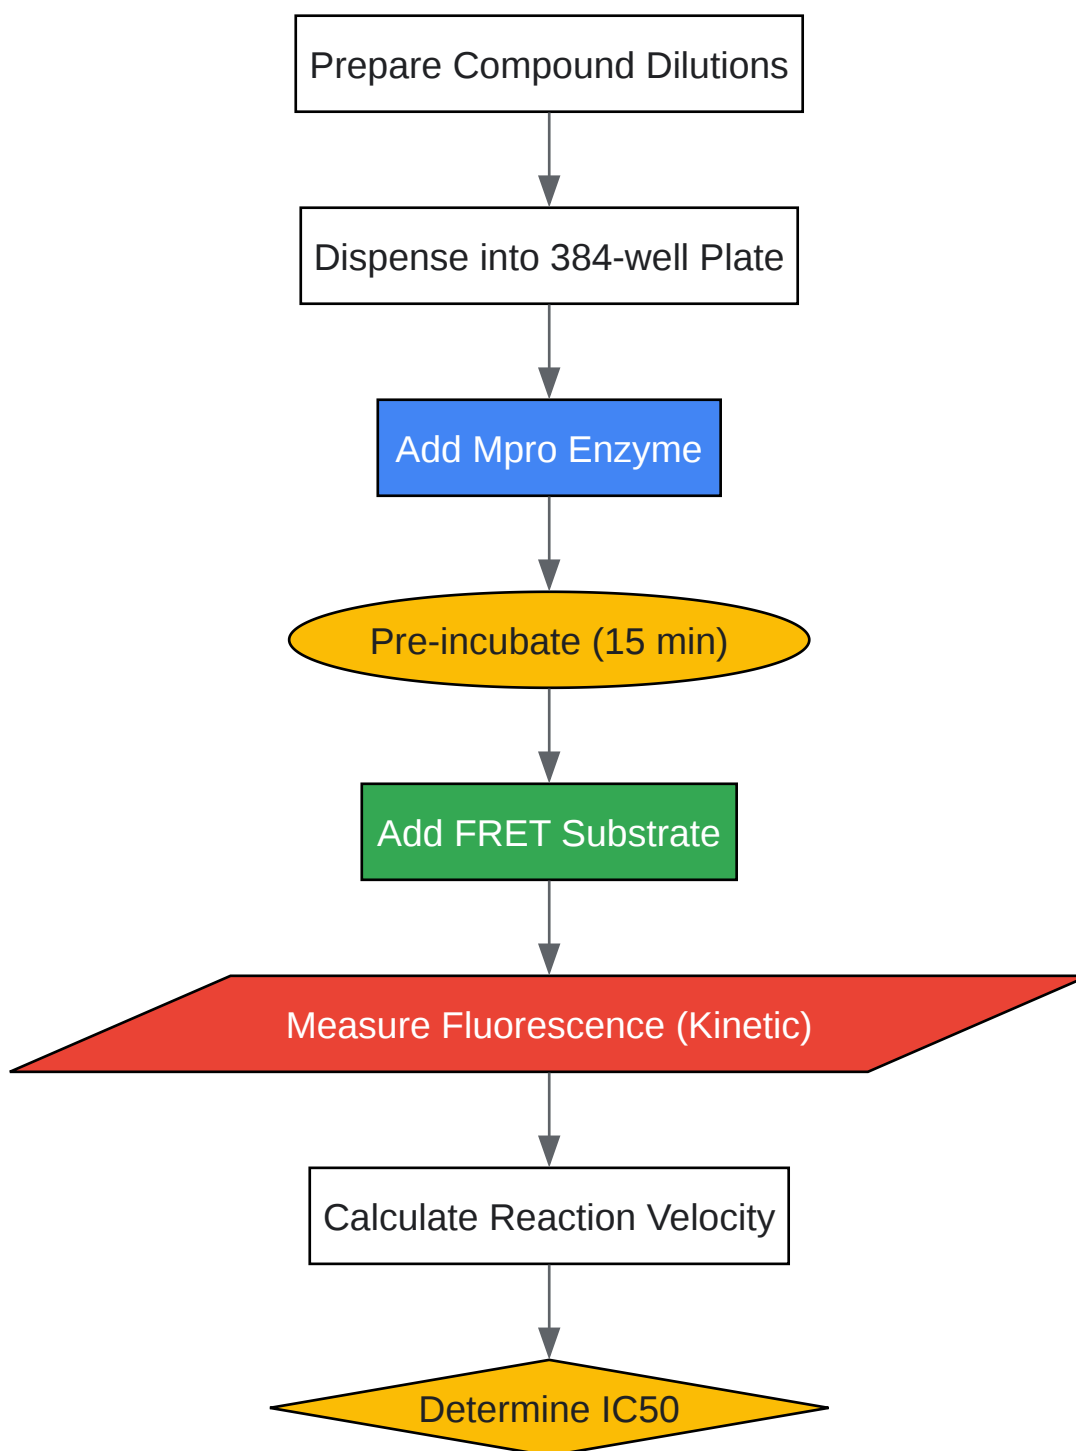 Prepare Compound Dilutions
Dispense into 384-well Plate
Add Mpro Enzyme
Pre-incubate (15 min)
Add FRET Substrate
Measure Fluorescence (Kinetic)
Calculate Reaction Velocity
Determine IC50